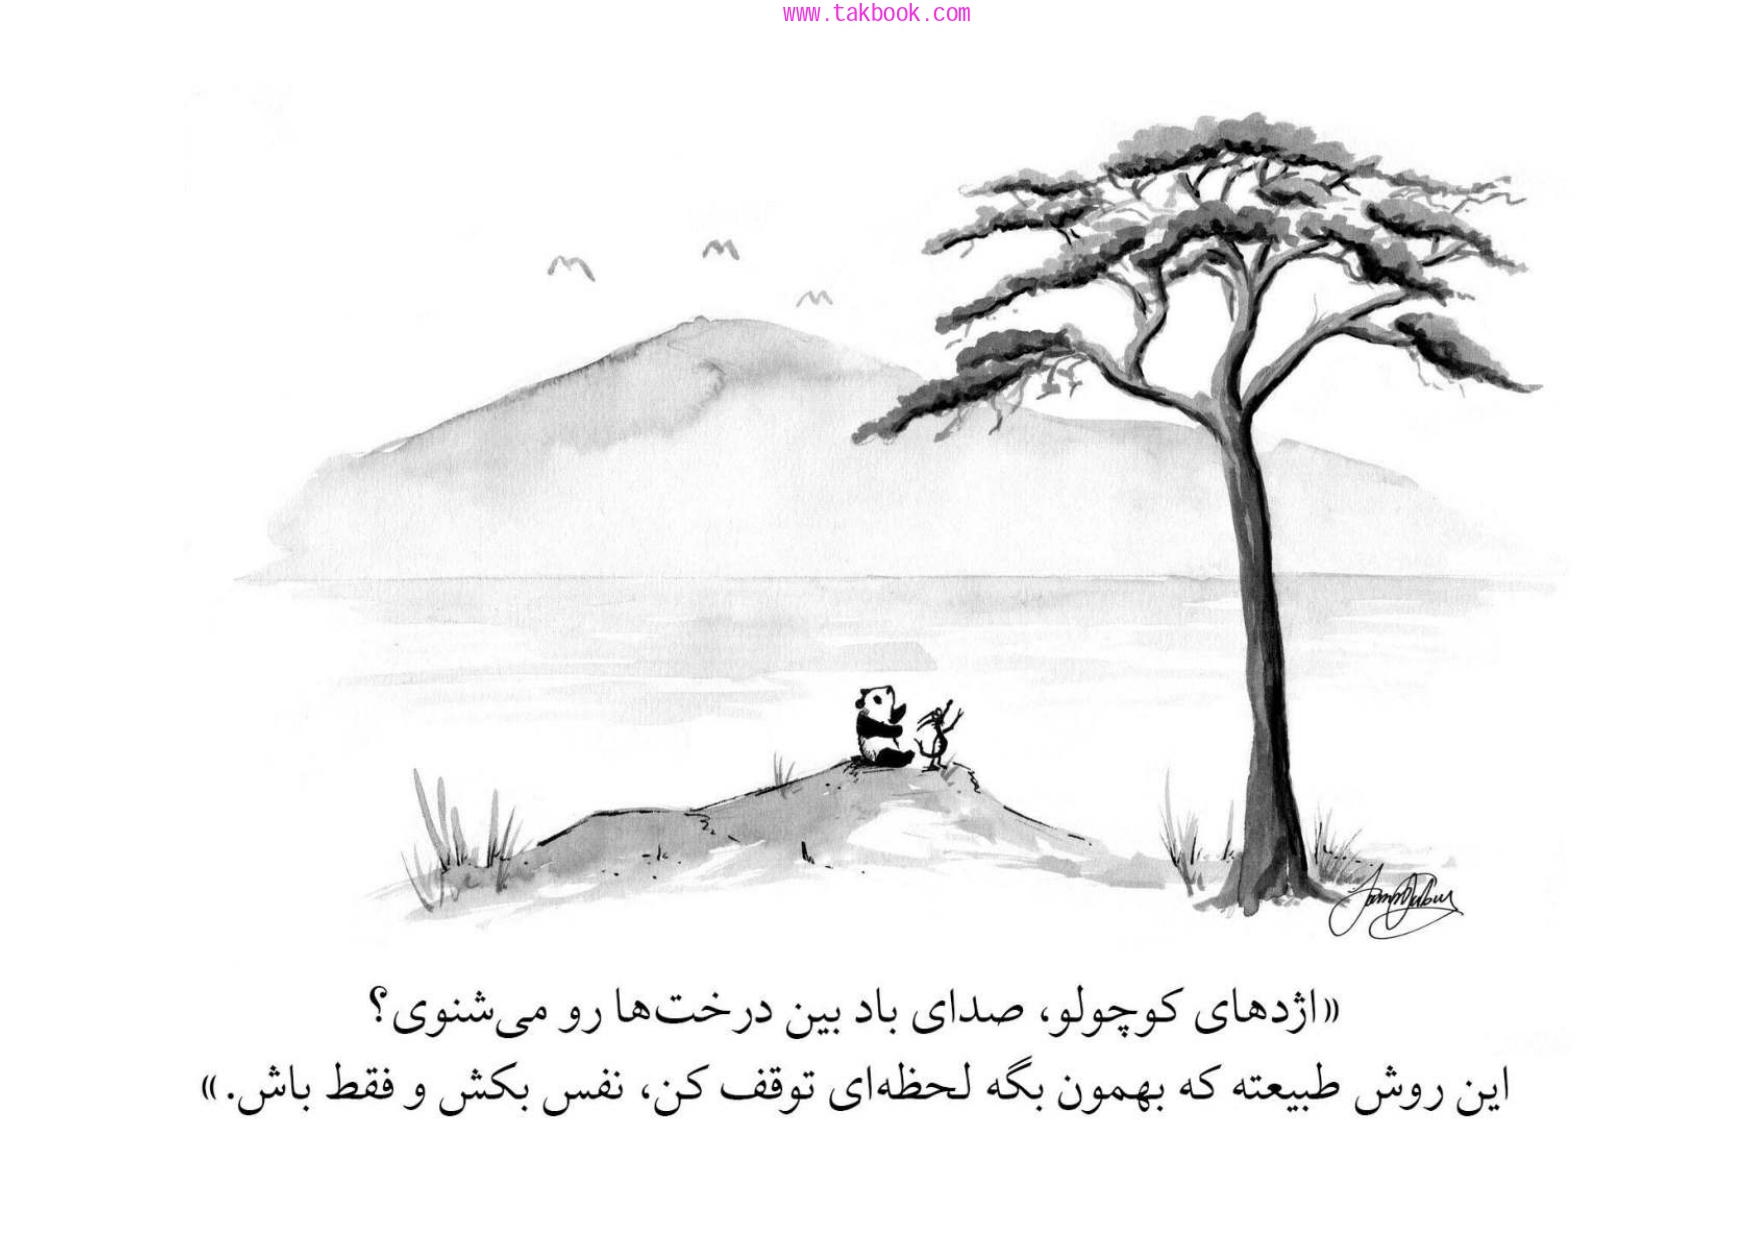 www.takbook.com
«اژدهای کوچولو، صدای باد بین درخت‌ها رو می‌شنوی؟
این روش طبیعته که بهمون بگه لحظه‌ای توقف کن، نفس بکش و فقط باش.»